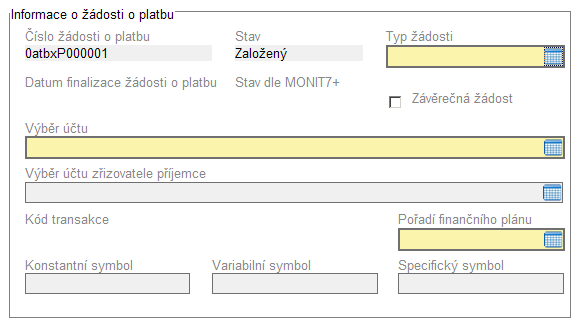 Informace o žádosti o platbu
Číslo žádosti o platbu Stav Typ žádosti
0atbxP000001 Založený
Datum finalizace žádosti o platbu Stav dle MONIT7+
Závěrečná žádost
Výběr účtu
Výběr účtu zřizovatele příjemce
Kód transakce Pořadí finančního plánu
Konstantní symbol Variabilní symbol Specifický symbol